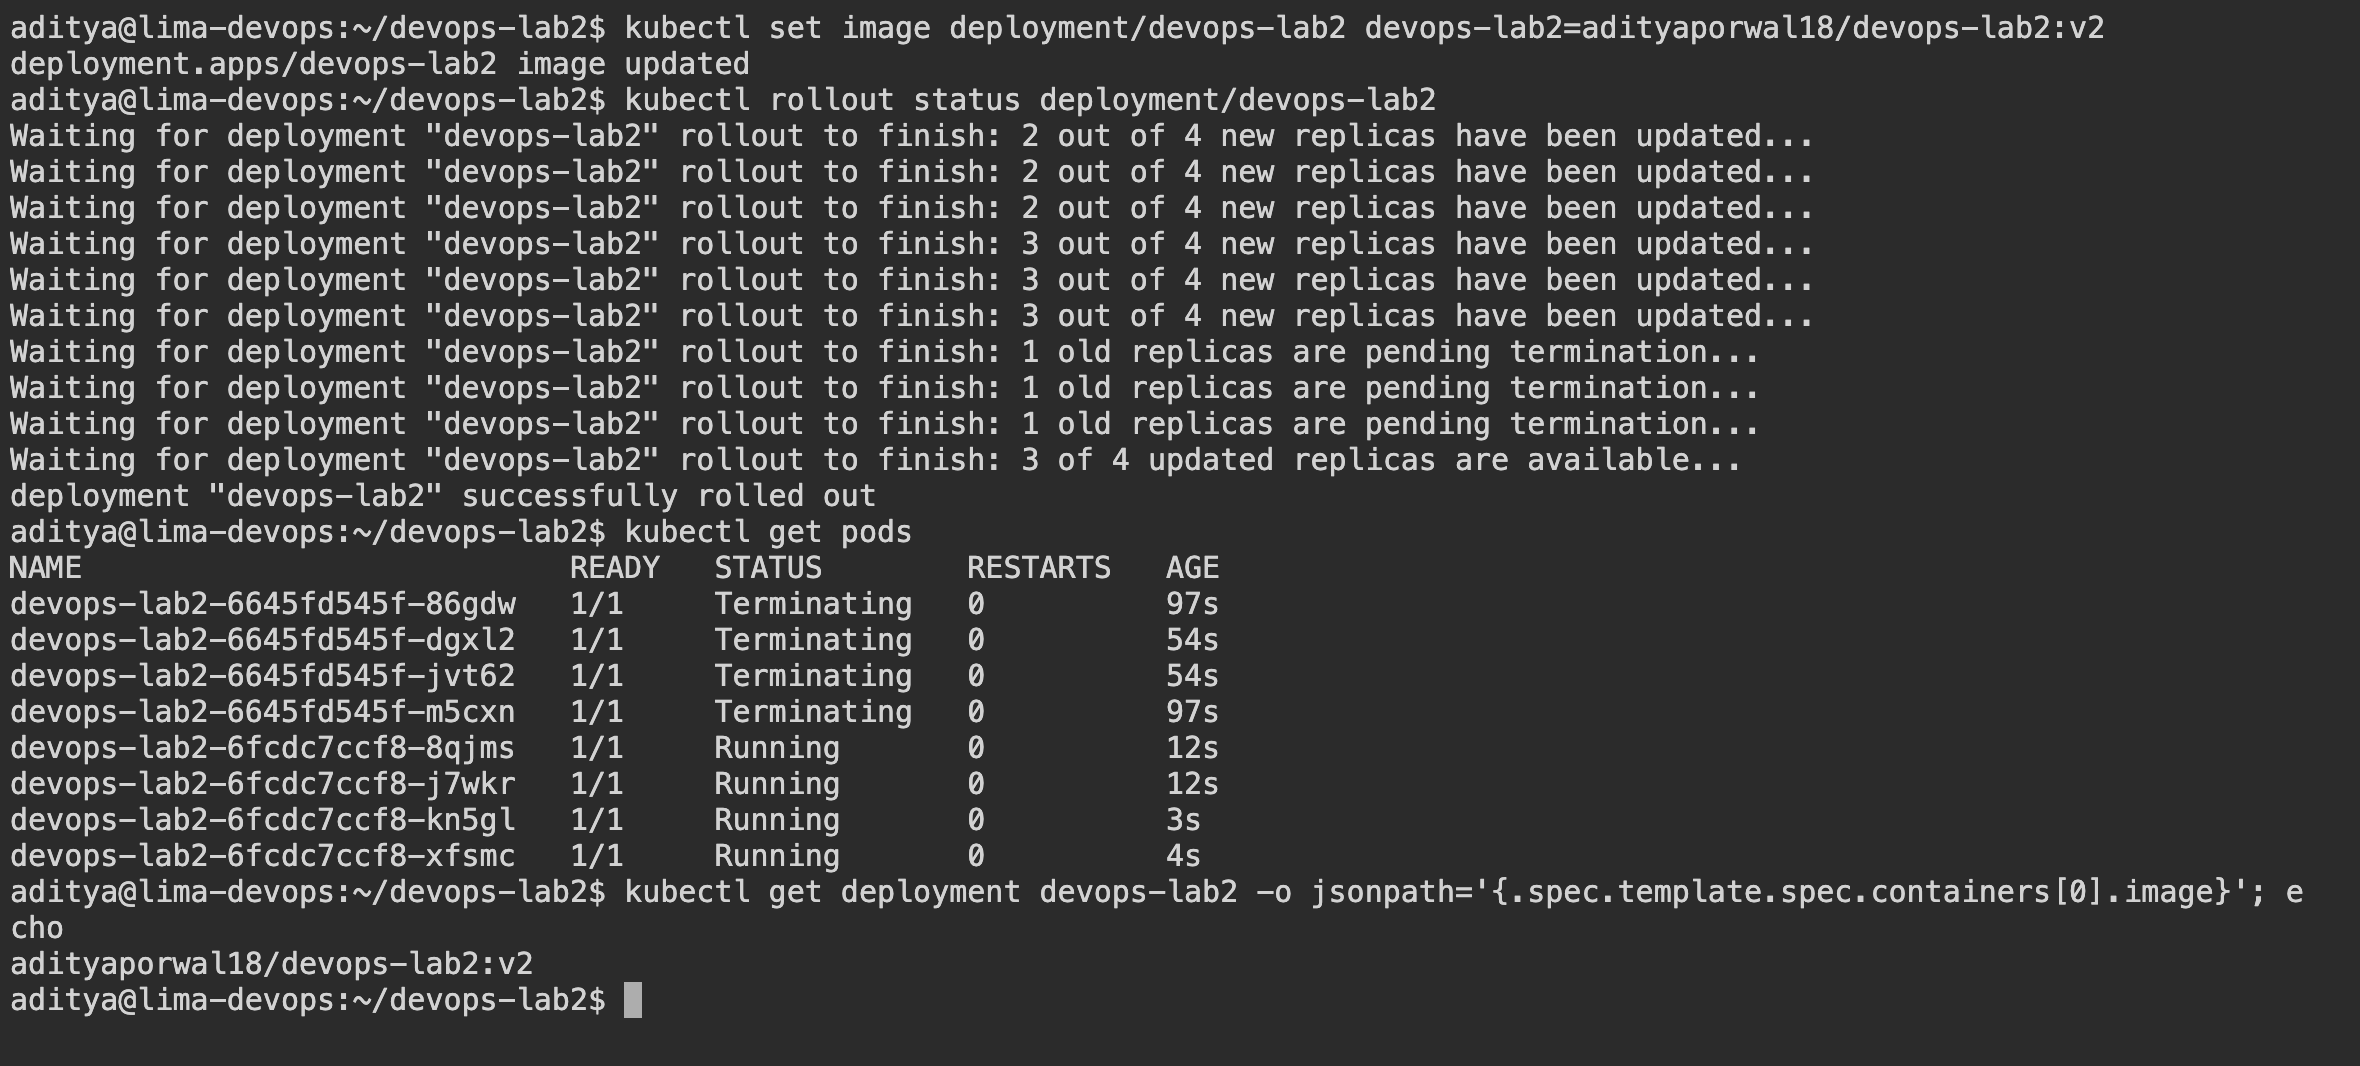 aditya@lima-devops:~/devops-lab2$ kubectl set image deployment/devops-lab2 devops-lab2=adityaporwal18/devops-lab2:v2
deployment.apps/devops-lab2 image updated
aditya@lima-devops:~/devops-lab2$ kubectl rollout status deployment/devops-lab2
Waiting for deployment "devops-lab2" rollout to finish: 2 out of 4 new replicas have been updated...
Waiting for deployment "devops-lab2" rollout to finish: 2 out of 4 new replicas have been updated...
Waiting for deployment "devops-lab2" rollout to finish: 2 out of 4 new replicas have been updated...
Waiting for deployment "devops-lab2" rollout to finish: 3 out of 4 new replicas have been updated...
Waiting for deployment "devops-lab2" rollout to finish: 3 out of 4 new replicas have been updated...
Waiting for deployment "devops-lab2" rollout to finish: 3 out of 4 new replicas have been updated...
Waiting for deployment "devops-lab2" rollout to finish: 1 old replicas are pending termination...
Waiting for deployment "devops-lab2" rollout to finish: 1 old replicas are pending termination...
Waiting for deployment "devops-lab2" rollout to finish: 1 old replicas are pending termination...
Waiting for deployment "devops-lab2" rollout to finish: 3 of 4 updated replicas are available...
deployment "devops-lab2" successfully rolled out
aditya@lima-devops:~/devops-lab2$ kubectl get pods
NAME                           READY   STATUS        RESTARTS   AGE
devops-lab2-6645fd545f-86gdw   1/1     Terminating   0          97s
devops-lab2-6645fd545f-dgxl2   1/1     Terminating   0          54s
devops-lab2-6645fd545f-jvt62   1/1     Terminating   0          54s
devops-lab2-6645fd545f-m5cxn   1/1     Terminating   0          97s
devops-lab2-6fcdc7ccf8-8qjms   1/1     Running       0          12s
devops-lab2-6fcdc7ccf8-j7wkr   1/1     Running       0          12s
devops-lab2-6fcdc7ccf8-kn5gl   1/1     Running       0          3s
devops-lab2-6fcdc7ccf8-xfsmc   1/1     Running       0          4s
aditya@lima-devops:~/devops-lab2$ kubectl get deployment devops-lab2 -o jsonpath='{.spec.template.spec.containers[0].image}'; e
cho
adityaporwal18/devops-lab2:v2
aditya@lima-devops:~/devops-lab2$